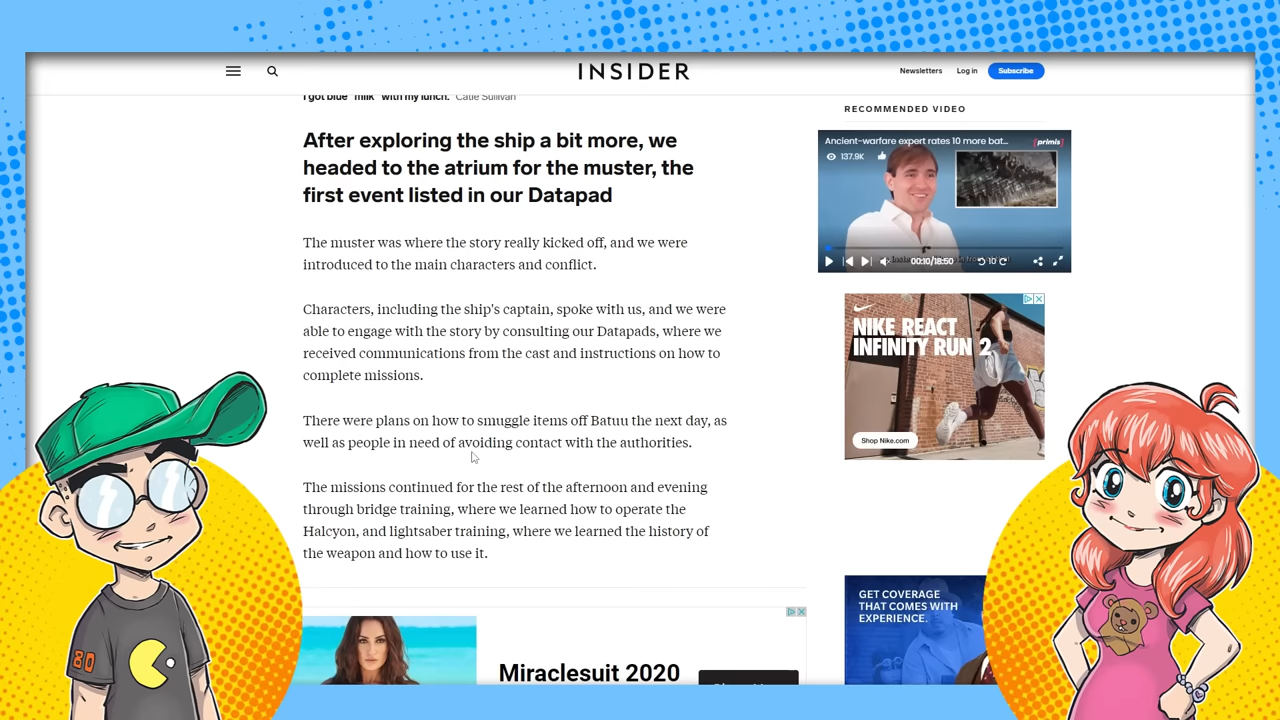 INSIDER
Newsletters
Log in
Subscribe
I got blue "milk" with my lunch. Catie Sullivan
After exploring the ship a bit more, we
headed to the atrium for the muster, the
first event listed in our Datapad
The muster was where the story really kicked off, and we were
introduced to the main characters and conflict.
Characters, including the ship's captain, spoke with us, and we were
able to engage with the story by consulting our Datapads, where we
received communications from the cast and instructions on how to
complete missions.
There were plans on how to smuggle items off Batuu the next day, as
well as people in need of avoiding contact with the authorities.
The missions continued for the rest of the afternoon and evening
through bridge training, where we learned how to operate the
Halcyon, and lightsaber training, where we learned the history of
the weapon and how to use it.
Miraclesuit 2020
RECOMMENDED VIDEO
Ancient-warfare expert rates 10 more bat...
primis
137.9K
00:10/18:50
NIKE REACT
INFINITY RUN 2
Shop Nike.com
GET COVERAGE
THAT COMES WITH
EXPERIENCE.
80